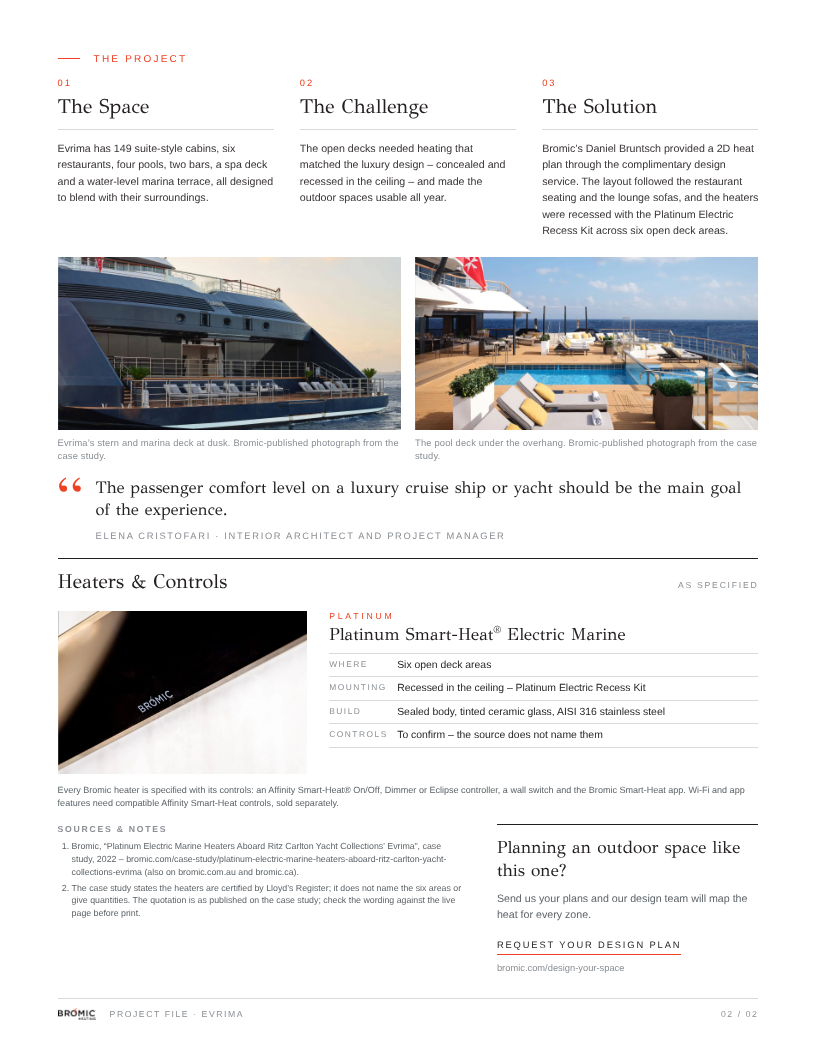 THE PROJECT
01
The Space
Evrima has 149 suite-style cabins, six
restaurants, four pools, two bars, a spa deck
and a water-level marina terrace, all designed
to blend with their surroundings.
02
The Challenge
The open decks needed heating that
matched the luxury design – concealed and
recessed in the ceiling – and made the
outdoor spaces usable all year.
03
The Solution
Bromic's Daniel Bruntsch provided a 2D heat
plan through the complimentary design
service. The layout followed the restaurant
seating and the lounge sofas, and the heaters
were recessed with the Platinum Electric
Recess Kit across six open deck areas.
Evrima's stern and marina deck at dusk. Bromic-published photograph from the
case study.
The pool deck under the overhang. Bromic-published photograph from the case
study.
“ The passenger comfort level on a luxury cruise ship or yacht should be the main goal
of the experience.
ELENA CRISTOFARI · INTERIOR ARCHITECT AND PROJECT MANAGER
Heaters & Controls
AS SPECIFIED
BRÓMIC
PLATINUM
Platinum Smart-Heat® Electric Marine
WHERE Six open deck areas
MOUNTING Recessed in the ceiling – Platinum Electric Recess Kit
BUILD Sealed body, tinted ceramic glass, AISI 316 stainless steel
CONTROLS To confirm – the source does not name them
Every Bromic heater is specified with its controls: an Affinity Smart-Heat® On/Off, Dimmer or Eclipse controller, a wall switch and the Bromic Smart-Heat app. Wi-Fi and app
features need compatible Affinity Smart-Heat controls, sold separately.
SOURCES & NOTES
1. Bromic, “Platinum Electric Marine Heaters Aboard Ritz Carlton Yacht Collections' Evrima”, case
study, 2022 – bromic.com/case-study/platinum-electric-marine-heaters-aboard-ritz-carlton-yacht-
collections-evrima (also on bromic.com.au and bromic.ca).
2. The case study states the heaters are certified by Lloyd's Register; it does not name the six areas or
give quantities. The quotation is as published on the case study; check the wording against the live
page before print.
Planning an outdoor space like
this one?
Send us your plans and our design team will map the
heat for every zone.
REQUEST YOUR DESIGN PLAN
bromic.com/design-your-space
BRÓMIC
HEATING
PROJECT FILE · EVRIMA
02 / 02